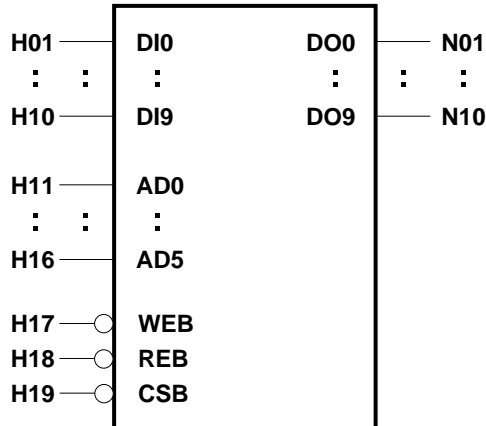 H01 DI0 DO0 N01
: : : : : :
H10 DI9 DO9 N10
H11 AD0
: : :
H16 AD5
H17 WEB
H18 REB
H19 CSB